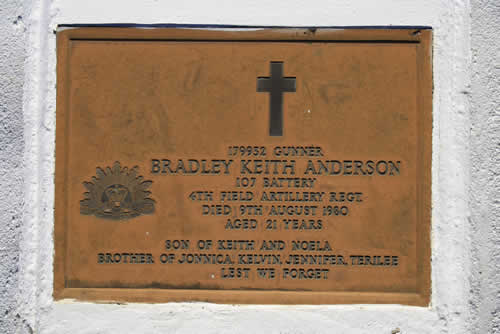 179952 GUNNER
BRADLEY KEITH ANDERSON
107 BATTERY
4TH FIELD ARTILLERY REGT.
DIED 9TH AUGUST 1980
AGED 21 YEARS
SON OF KEITH AND NOELA
BROTHER OF JONNICA, KELVIN, JENNIFER, TERILEE
LEST WE FORGET